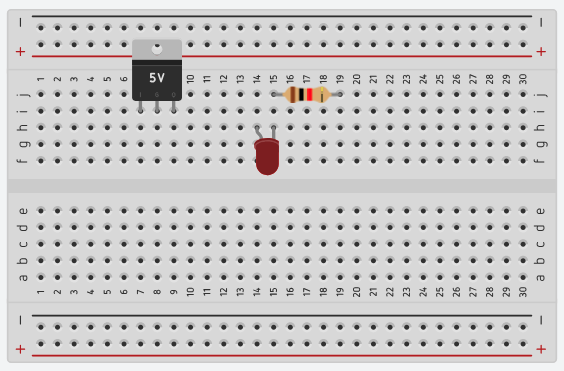 – –
+ +
1 2 3 4 5 6 10 11 12 13 14 15 16 17 18 19 20 21 22 23 24 25 26 27 28 29 30
5V
j j
i i
h h
g g
f f
e e
d d
c c
b b
a a
1 2 3 4 5 6 7 8 9 10 11 12 13 14 15 16 17 18 19 20 21 22 23 24 25 26 27 28 29 30
– –
+ +